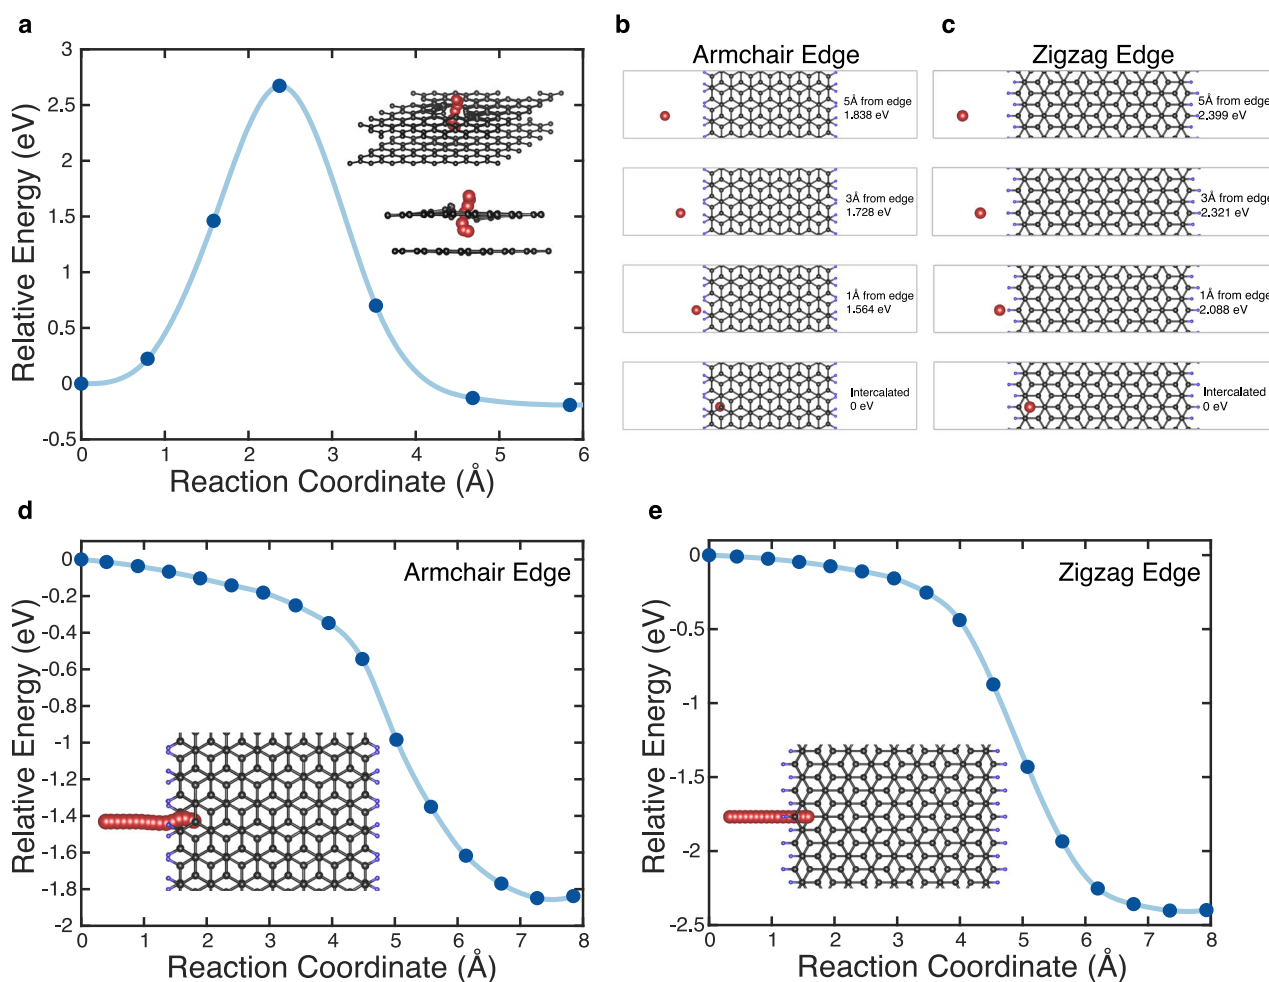 a
3
2.5
2
1.5
1
0.5
0
-0.5
0 1 2 3 4 5 6
Relative Energy (eV)
Reaction Coordinate (Å)
b
Armchair Edge
5Å from edge
1.838 eV
3Å from edge
1.728 eV
1Å from edge
1.564 eV
Intercalated
0 eV
c
Zigzag Edge
5Å from edge
2.399 eV
3Å from edge
2.321 eV
1Å from edge
2.088 eV
Intercalated
0 eV
d
Armchair Edge
0
-0.2
-0.4
-0.6
-0.8
-1
-1.2
-1.4
-1.6
-1.8
-2
0 1 2 3 4 5 6 7 8
Relative Energy (eV)
Reaction Coordinate (Å)
e
Zigzag Edge
0
-0.5
-1
-1.5
-2
-2.5
0 1 2 3 4 5 6 7 8
Relative Energy (eV)
Reaction Coordinate (Å)